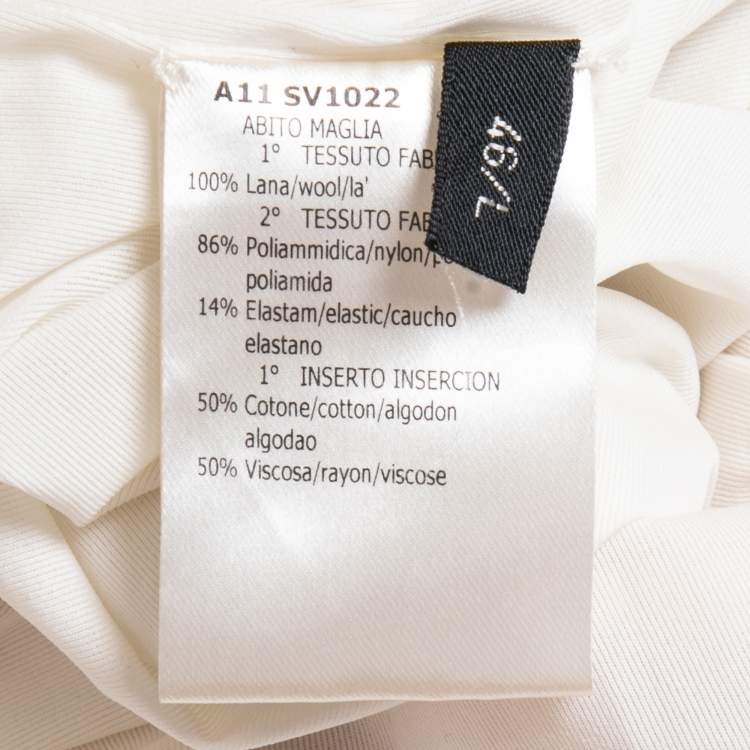 A11 SV1022
ABITO MAGLIA
1° TESSUTO FAB
100% Lana/wool/la'
2° TESSUTO FAB
86% Poliammidica/nylon/
poliamida
14% Elastam/elastic/caucho
elastano
1° INSERTO INSERCION
50% Cotone/cotton/algodon
algodao
50% Viscosa/rayon/viscose
46/L